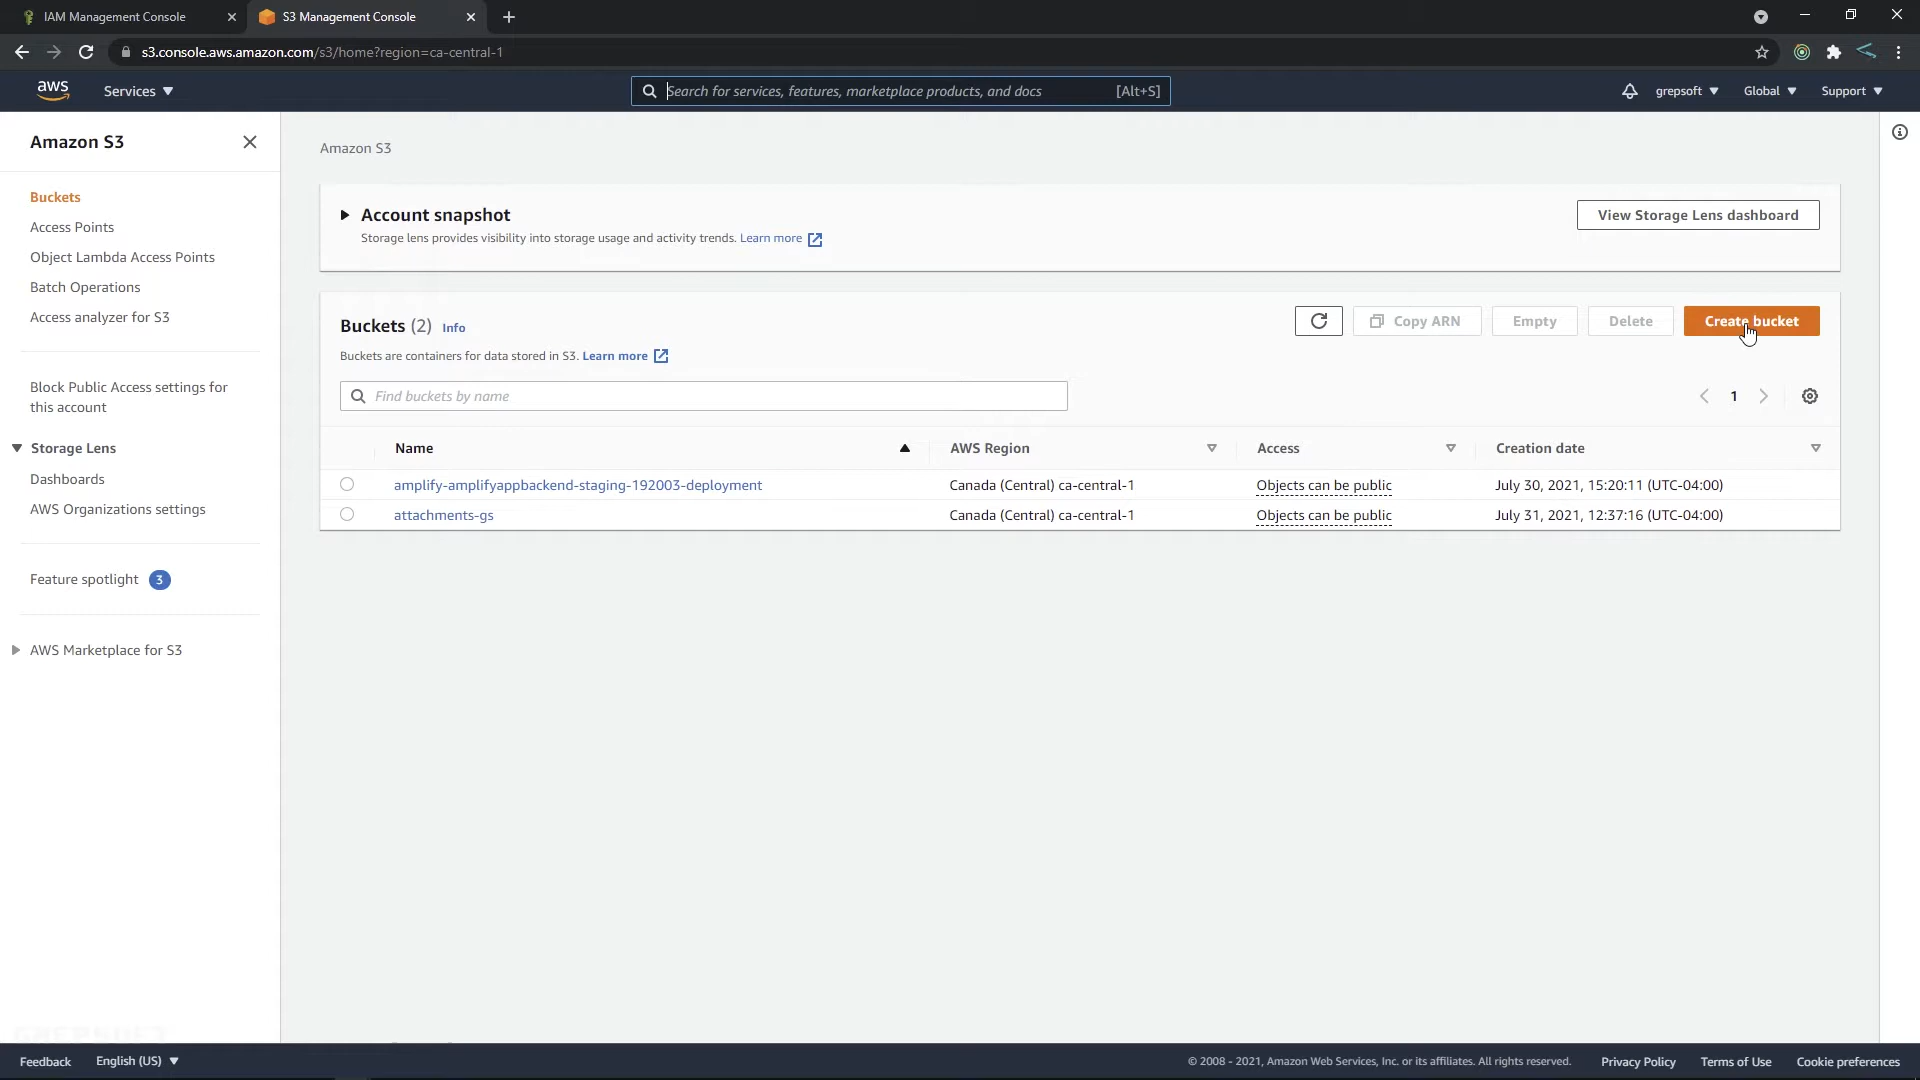 IAM Management Console
S3 Management Console
s3.console.aws.amazon.com/s3/home?region=ca-central-1
aws
Services
Search for services, features, marketplace products, and docs
[Alt+S]
grepsoft
Global
Support
Amazon S3
Buckets
Access Points
Object Lambda Access Points
Batch Operations
Access analyzer for S3
Block Public Access settings for
this account
Storage Lens
Dashboards
AWS Organizations settings
Feature spotlight 3
AWS Marketplace for S3
Amazon S3
Account snapshot
Storage lens provides visibility into storage usage and activity trends. Learn more
View Storage Lens dashboard
Buckets (2) Info
Buckets are containers for data stored in S3. Learn more
Copy ARN
Empty
Delete
Create bucket
Find buckets by name
1
Name AWS Region Access Creation date
amplify-amplifyappbackend-staging-192003-deployment Canada (Central) ca-central-1 Objects can be public July 30, 2021, 15:20:11 (UTC-04:00)
attachments-gs Canada (Central) ca-central-1 Objects can be public July 31, 2021, 12:37:16 (UTC-04:00)
GREPSOFT
Feedback
English (US)
© 2008 - 2021, Amazon Web Services, Inc. or its affiliates. All rights reserved.
Privacy Policy
Terms of Use
Cookie preferences